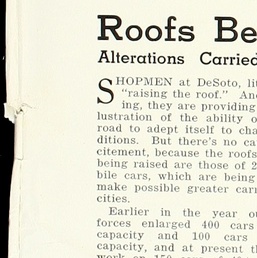 Roofs Be
Alterations Carried
SHOPMEN at DeSoto, lit
"raising the roof." And
ing, they are providing
lustration of the ability o
road to adept itself to cha
ditions. But there's no ca
citement, because the roofs
being raised are those of 2
bile cars, which are being
make possible greater carr
cities.
Earlier in the year ou
forces enlarged 400 cars
capacity and 100 cars
capacity, and at present th